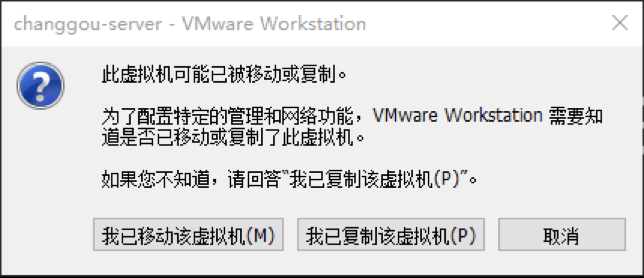 changgou-server - VMware Workstation
此虚拟机可能已被移动或复制。
为了配置特定的管理和网络功能，VMware Workstation 需要知
道是否已移动或复制了此虚拟机。
如果您不知道，请回答“我已复制该虚拟机(P)”。
我已移动该虚拟机(M) 我已复制该虚拟机(P) 取消